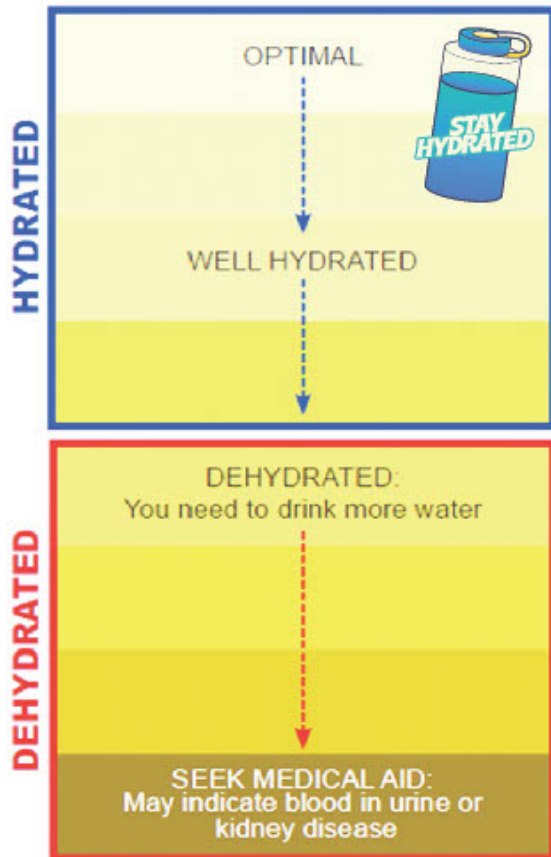 HYDRATED
OPTIMAL
STAY
HYDRATED
WELL HYDRATED
DEHYDRATED
DEHYDRATED:
You need to drink more water
SEEK MEDICAL AID:
May indicate blood in urine or
kidney disease